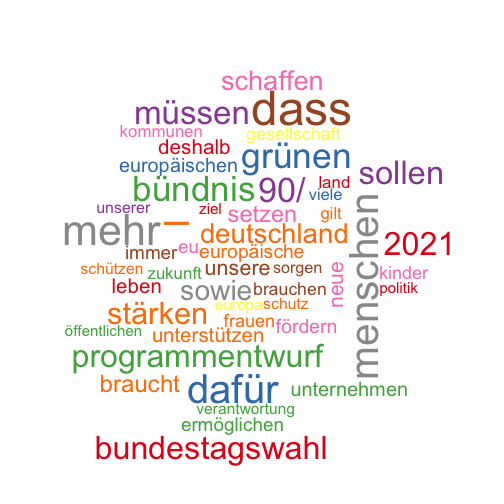 schaffen
müssen dass
kommunen gesellschaft
deshalb
europäischen grünen
sollen
bündnis 90/ land
viele
unserer ziel setzen gilt
mehr – deutschland
menschen
2021
immer eu europäische
schützen zukunft unsere sorgen neue kinder
leben sowie brauchen politik
stärken europa schutz
frauen fördern
öffentlichen unterstützen
programmentwurf
braucht dafür unternehmen
verantwortung
ermöglichen
bundestagswahl